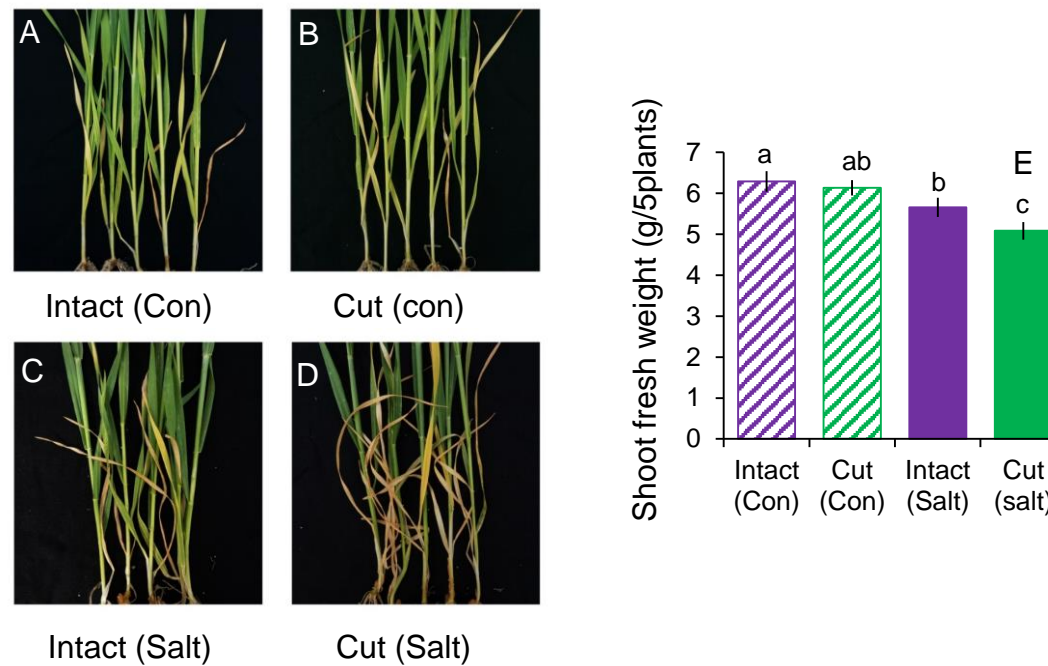 A
B
Intact (Con)
Cut (con)
C
D
Intact (Salt)
Cut (Salt)
Shoot fresh weight (g/5plants)
7
6
5
4
3
2
1
0
a
ab
b
c
E
Intact
(Con)
Cut
(Con)
Intact
(Salt)
Cut
(salt)